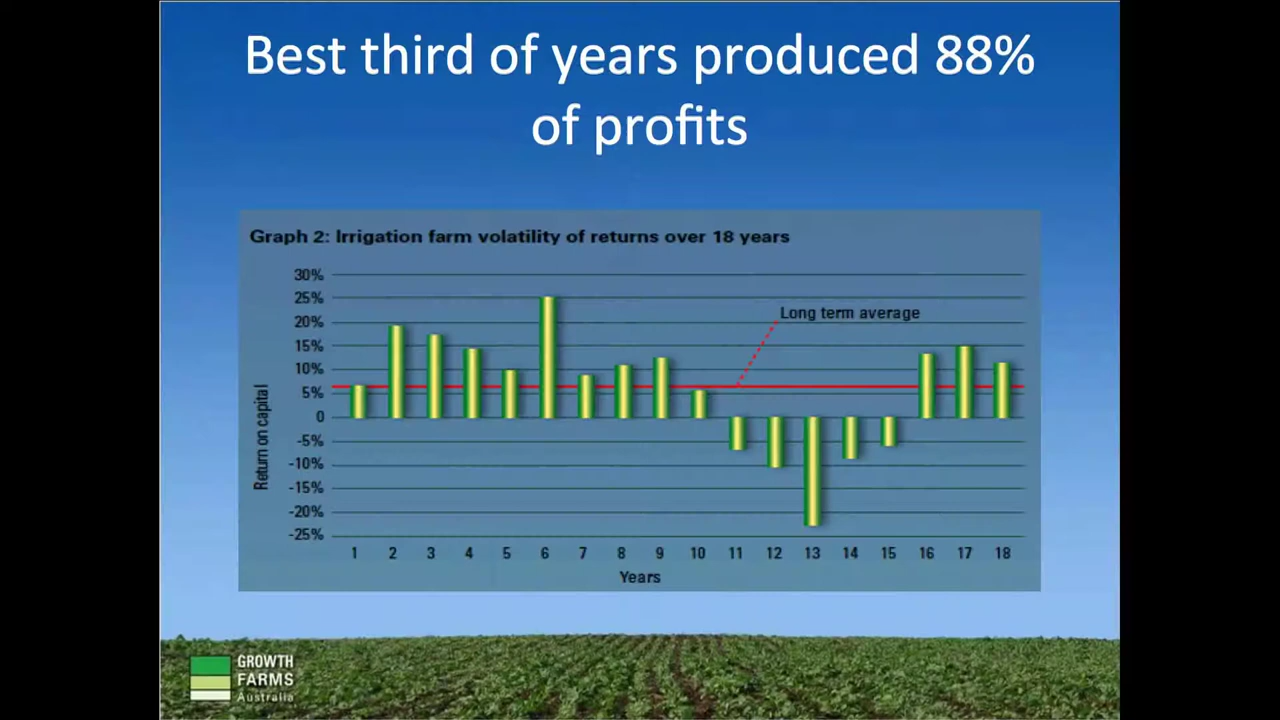 Best third of years produced 88%
of profits
Graph 2: Irrigation farm volatility of returns over 18 years
30%
25%
20%
15%
10%
5%
0
-5%
-10%
-15%
-20%
-25%
Return on capital
Long term average
1 2 3 4 5 6 7 8 9 10 11 12 13 14 15 16 17 18
Years
GROWTH
FARMS
Australia